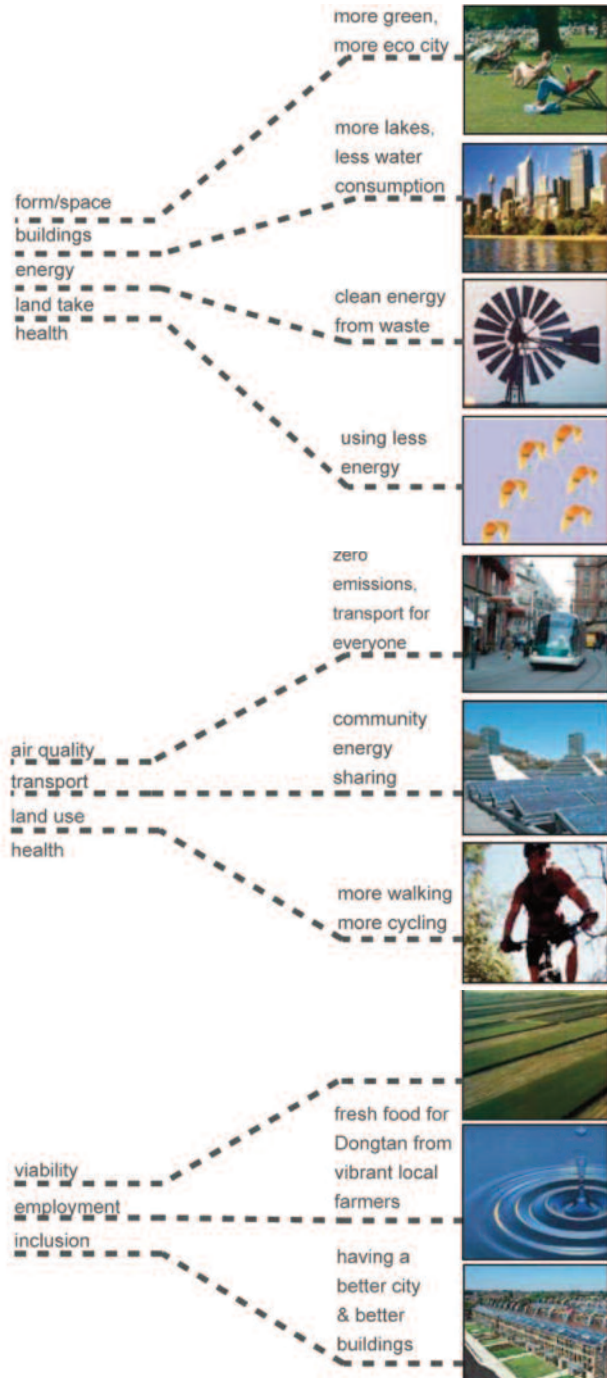 more green,
more eco city
more lakes,
less water
consumption
form/space
buildings
energy
land take
health
clean energy
from waste
using less
energy
zero
emissions,
transport for
everyone
air quality
transport
land use
health
community
energy
sharing
more walking
more cycling
viability
employment
inclusion
fresh food for
Dongtan from
vibrant local
farmers
having a
better city
& better
buildings